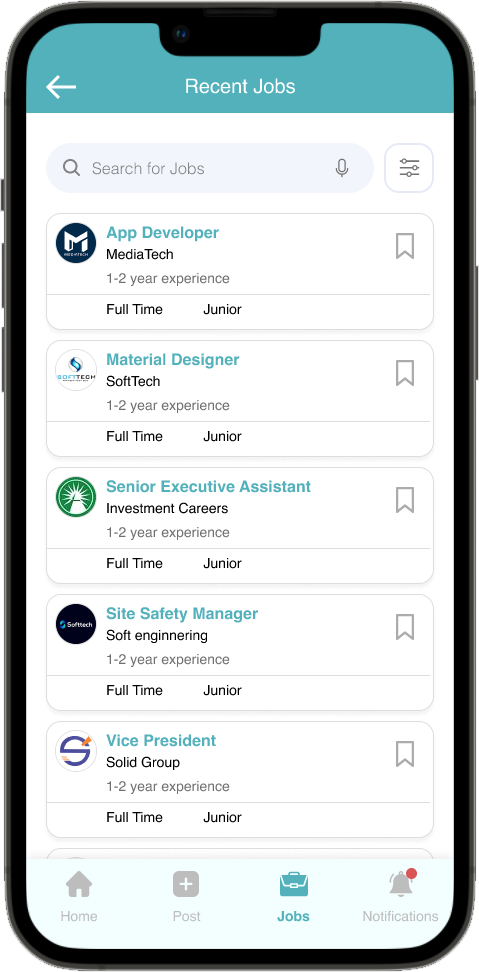 Recent Jobs
Search for Jobs
App Developer
MEDIATECH
MediaTech
1-2 year experience
Full Time Junior
Material Designer
SOFTTECH
SoftTech
1-2 year experience
Full Time Junior
Senior Executive Assistant
Investment Careers
1-2 year experience
Full Time Junior
Site Safety Manager
Softtech
Soft enginnering
1-2 year experience
Full Time Junior
Vice President
Solid Group
1-2 year experience
Full Time Junior
Home Post Jobs Notifications